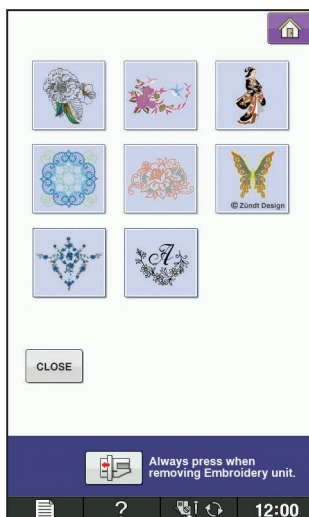 © Zündt Design
A
CLOSE
Always press when
removing Embroidery unit.
?
12:00